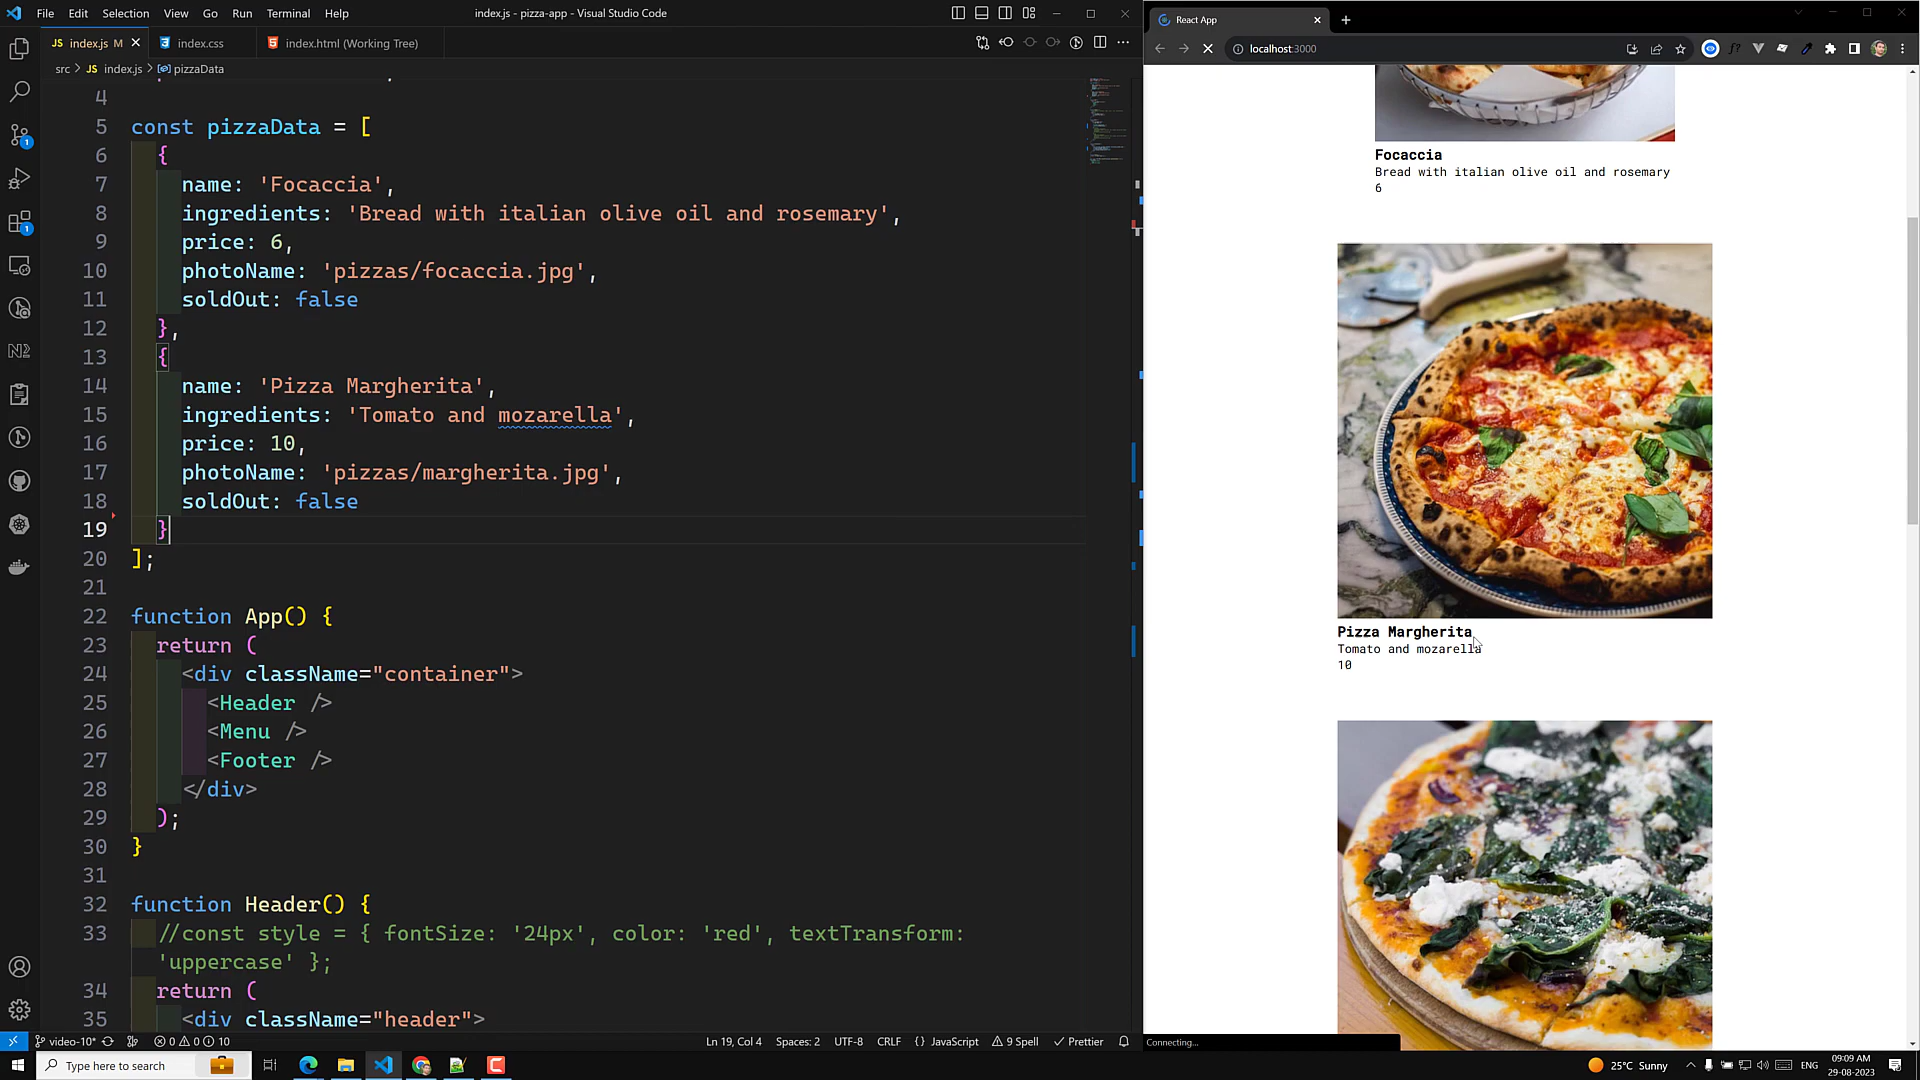 File Edit Selection View Go Run Terminal Help
index.js - pizza-app - Visual Studio Code
JS index.js M
index.css
index.html (Working Tree)
src > JS index.js > pizzaData
4
5 const pizzaData = [
6 {
7 name: 'Focaccia',
8 ingredients: 'Bread with italian olive oil and rosemary',
9 price: 6,
10 photoName: 'pizzas/focaccia.jpg',
11 soldOut: false
12 },
13 {
14 name: 'Pizza Margherita',
15 ingredients: 'Tomato and mozarella',
16 price: 10,
17 photoName: 'pizzas/margherita.jpg',
18 soldOut: false
19 }
20 ];
21
22 function App() {
23 return (
24 <div className="container">
25 <Header />
26 <Menu />
27 <Footer />
28 </div>
29 );
30 }
31
32 function Header() {
33 //const style = { fontSize: '24px', color: 'red', textTransform:
'uppercase' };
34 return (
35 <div className="header">
video-10* 0 0 10
Ln 19, Col 4 Spaces: 2 UTF-8 CRLF {} JavaScript 9 Spell Prettier
React App
localhost:3000
Focaccia
Bread with italian olive oil and rosemary
6
Pizza Margherita
Tomato and mozarella
10
Connecting...
Type here to search
25°C Sunny
ENG
09:09 AM
29-08-2023